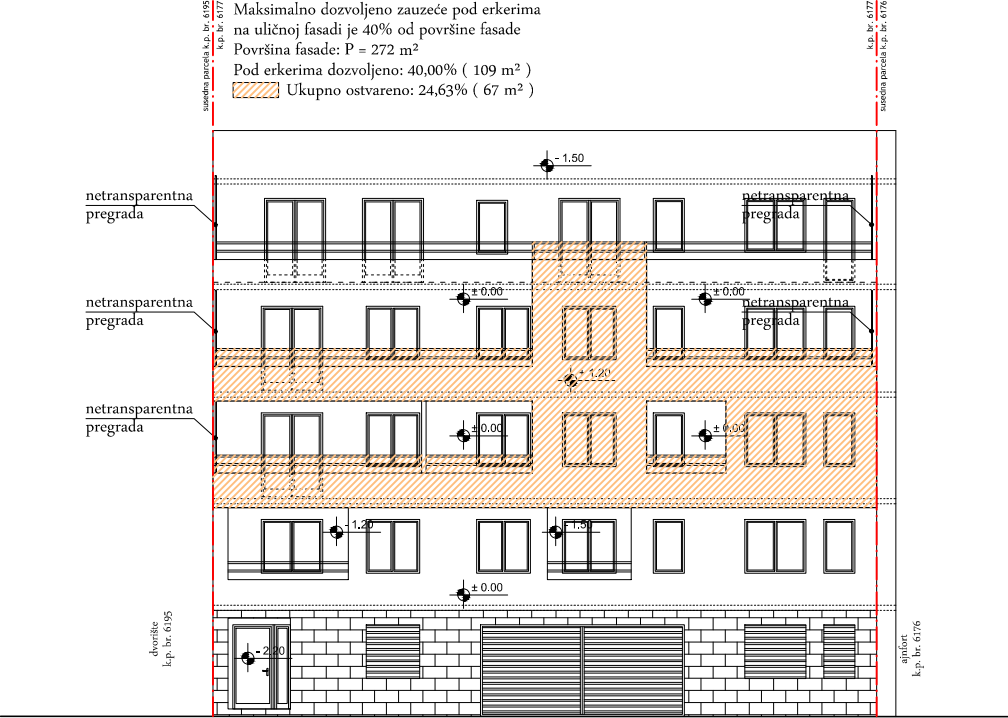 susedna parcela k.p. br. 6195
k.p. br. 6177
Maksimalno dozvoljeno zauzeće pod erkerima
na uličnoj fasadi je 40% od površine fasade
Površina fasade: P = 272 m²
Pod erkerima dozvoljeno: 40,00% ( 109 m² )
Ukupno ostvareno: 24,63% ( 67 m² )
k.p. br. 6177
susedna parcela k.p. br. 6176
- 1.50
netransparentna
pregrada
netransparentna
pregrada
± 0.00
± 0.00
netransparentna
pregrada
netransparentna
pregrada
± 1.20
netransparentna
pregrada
± 0.00
± 0.00
- 1.20
- 1.50
± 0.00
dvorište
k.p. br. 6195
- 2.20
ajnfort
k.p. br. 6176